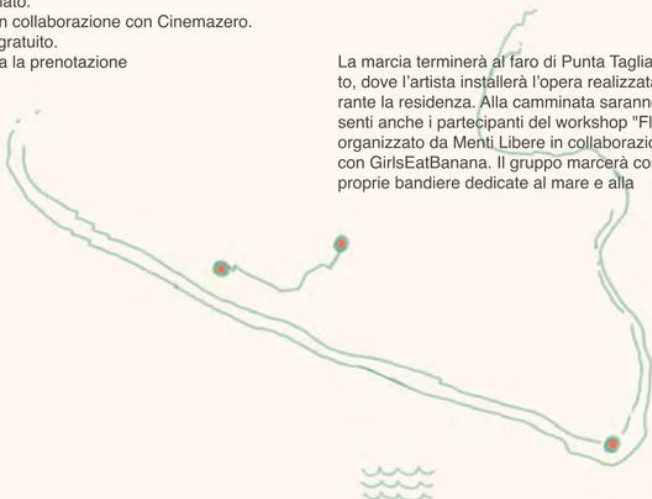 nato.
n collaborazione con Cinemazero.
gratuito.
a la prenotazione
La marcia terminerà al faro di Punta Taglia
to, dove l'artista installerà l'opera realizzata
rante la residenza. Alla camminata saranno
senti anche i partecipanti del workshop "Fl
organizzato da Menti Libere in collaborazio
con GirlsEatBanana. Il gruppo marcerà co
proprie bandiere dedicate al mare e alla